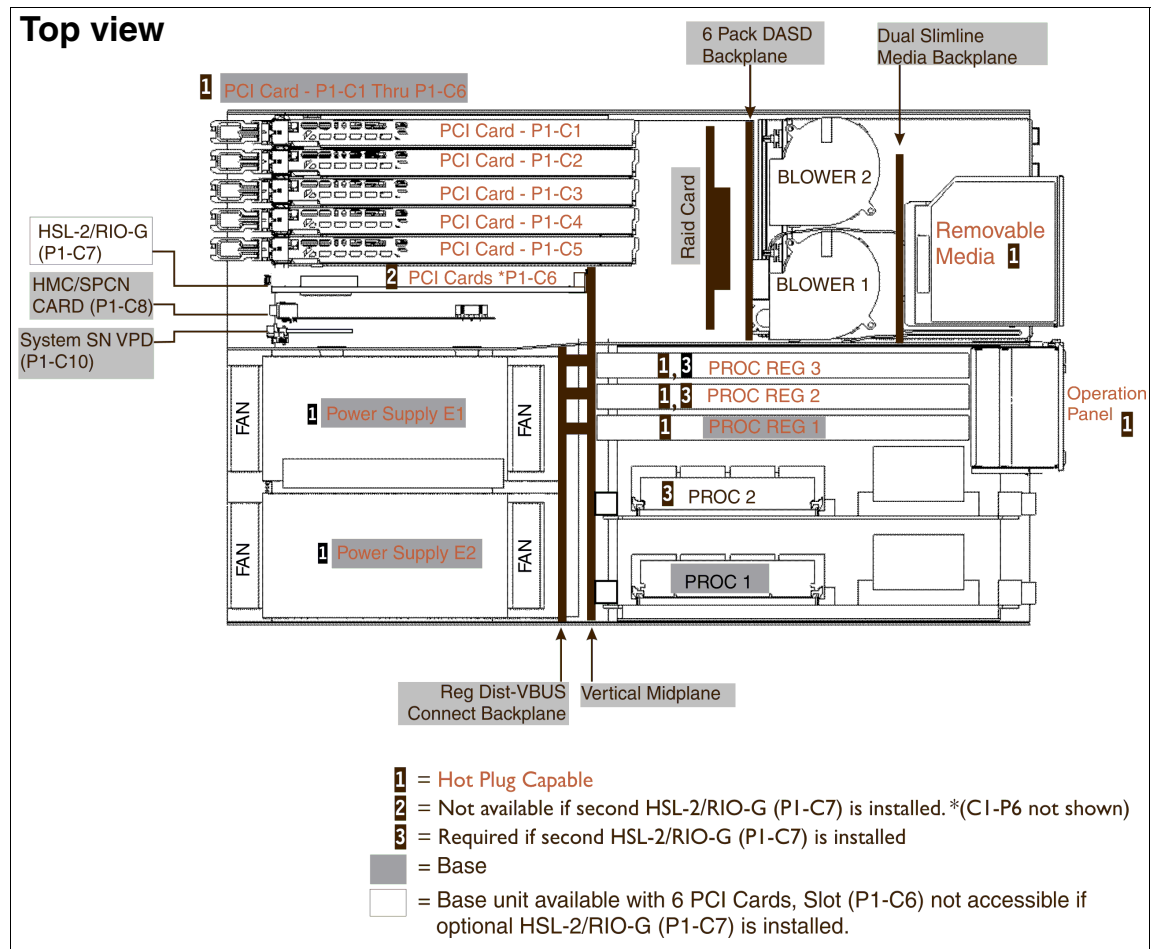 Top view
6 Pack DASD
Backplane
Dual Slimline
Media Backplane
1 PCI Card - P1-C1 Thru P1-C6
PCI Card - P1-C1
PCI Card - P1-C2
PCI Card - P1-C3
PCI Card - P1-C4
PCI Card - P1-C5
2 PCI Cards *P1-C6
HSL-2/RIO-G
(P1-C7)
HMC/SPCN
CARD (P1-C8)
System SN VPD
(P1-C10)
Raid Card
BLOWER 2
BLOWER 1
Removable
Media 1
1,3 PROC REG 3
1,3 PROC REG 2
1 PROC REG 1
Operation
Panel 1
FAN
1 Power Supply E1
FAN
3 PROC 2
FAN
1 Power Supply E2
FAN
PROC 1
Reg Dist-VBUS
Connect Backplane
Vertical Midplane
1 = Hot Plug Capable
2 = Not available if second HSL-2/RIO-G (P1-C7) is installed. *(C1-P6 not shown)
3 = Required if second HSL-2/RIO-G (P1-C7) is installed
= Base
= Base unit available with 6 PCI Cards, Slot (P1-C6) not accessible if
optional HSL-2/RIO-G (P1-C7) is installed.